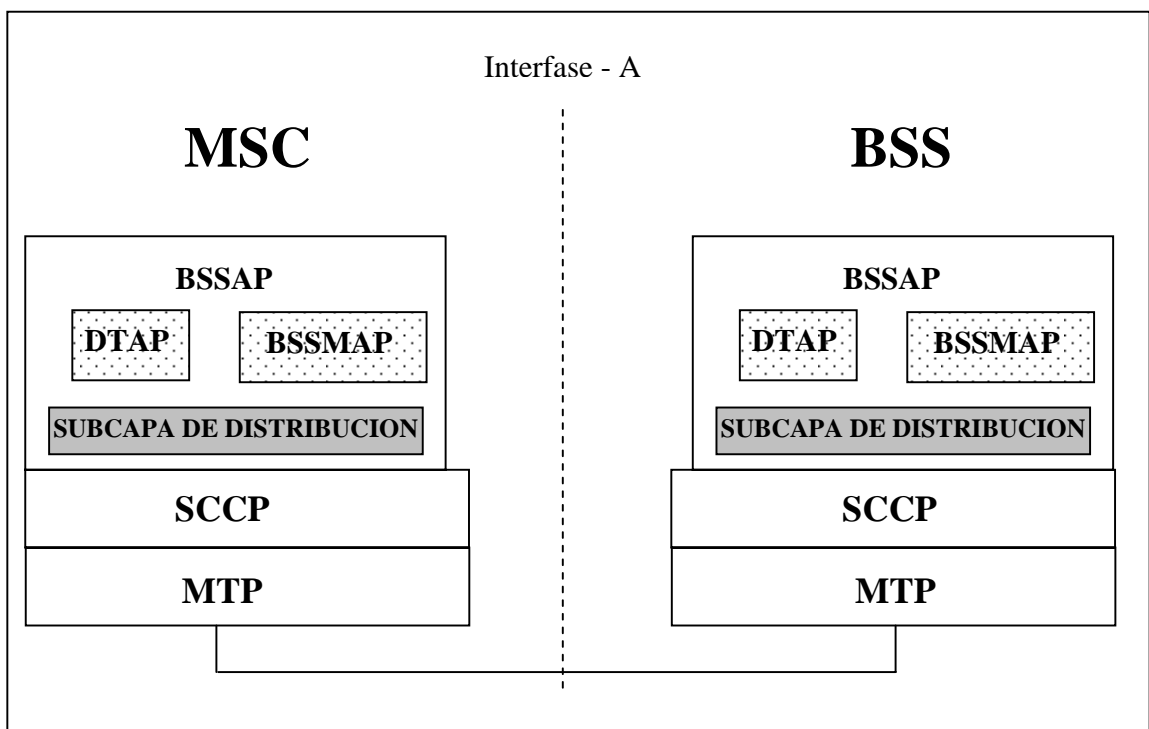 Interfase - A
MSC
BSS
BSSAP
DTAP
BSSMAP
SUBCAPA DE DISTRIBUCION
SCCP
MTP
BSSAP
DTAP
BSSMAP
SUBCAPA DE DISTRIBUCION
SCCP
MTP